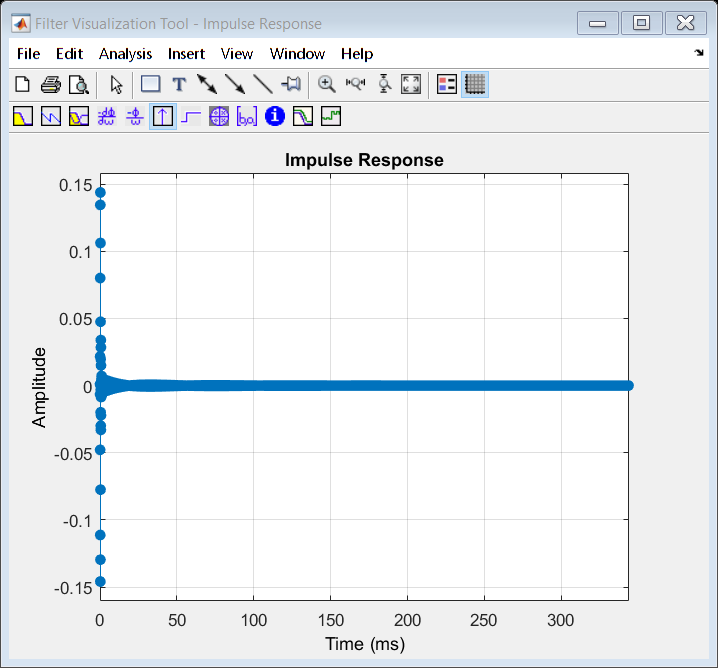 Filter Visualization Tool - Impulse Response
File Edit Analysis Insert View Window Help
T
[b,a]
i
Impulse Response
0.15
0.1
0.05
0
-0.05
-0.1
-0.15
Amplitude
0 50 100 150 200 250 300
Time (ms)